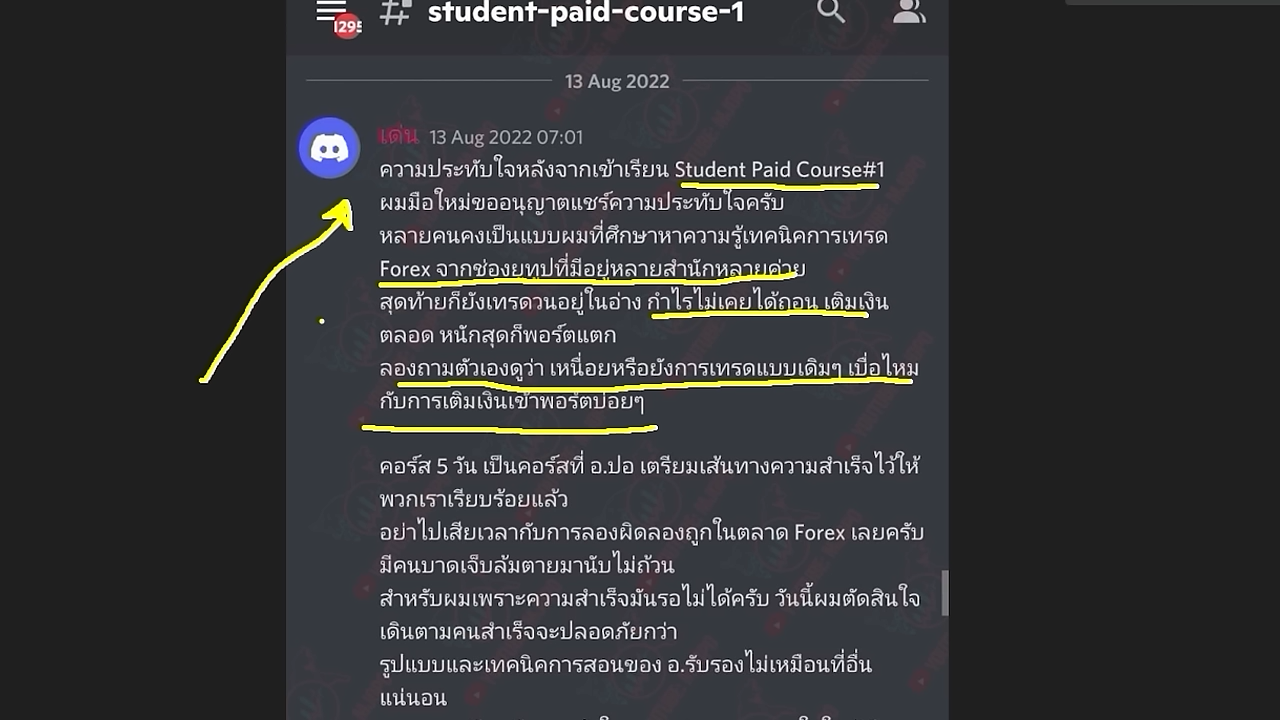 1295
# student-paid-course-1
13 Aug 2022
เด่น 13 Aug 2022 07:01
ความประทับใจหลังจากเข้าเรียน Student Paid Course#1
ผมมือใหม่ขออนุญาตแชร์ความประทับใจครับ
หลายคนคงเป็นแบบผมที่ศึกษาหาความรู้เทคนิคการเทรด
Forex จากช่องยูทูปที่มีอยู่หลายสำนักหลายค่าย
สุดท้ายก็ยังเทรดวนอยู่ในอ่าง กำไรไม่เคยได้ถอน เติมเงิน
ตลอด หนักสุดก็พอร์ตแตก
ลองถามตัวเองดูว่า เหนื่อยหรือยังการเทรดแบบเดิมๆ เบื่อไหม
กับการเติมเงินเข้าพอร์ตบ่อยๆ
คอร์ส 5 วัน เป็นคอร์สที่ อ.ปอ เตรียมเส้นทางความสำเร็จไว้ให้
พวกเราเรียบร้อยแล้ว
อย่าไปเสียเวลากับการลองผิดลองถูกในตลาด Forex เลยครับ
มีคนบาดเจ็บล้มตายมานับไม่ถ้วน
สำหรับผมเพราะความสำเร็จมันรอไม่ได้ครับ วันนี้ผมตัดสินใจ
เดินตามคนสำเร็จจะปลอดภัยกว่า
รูปแบบและเทคนิคการสอนของ อ.รับรองไม่เหมือนที่อื่น
แน่นอน